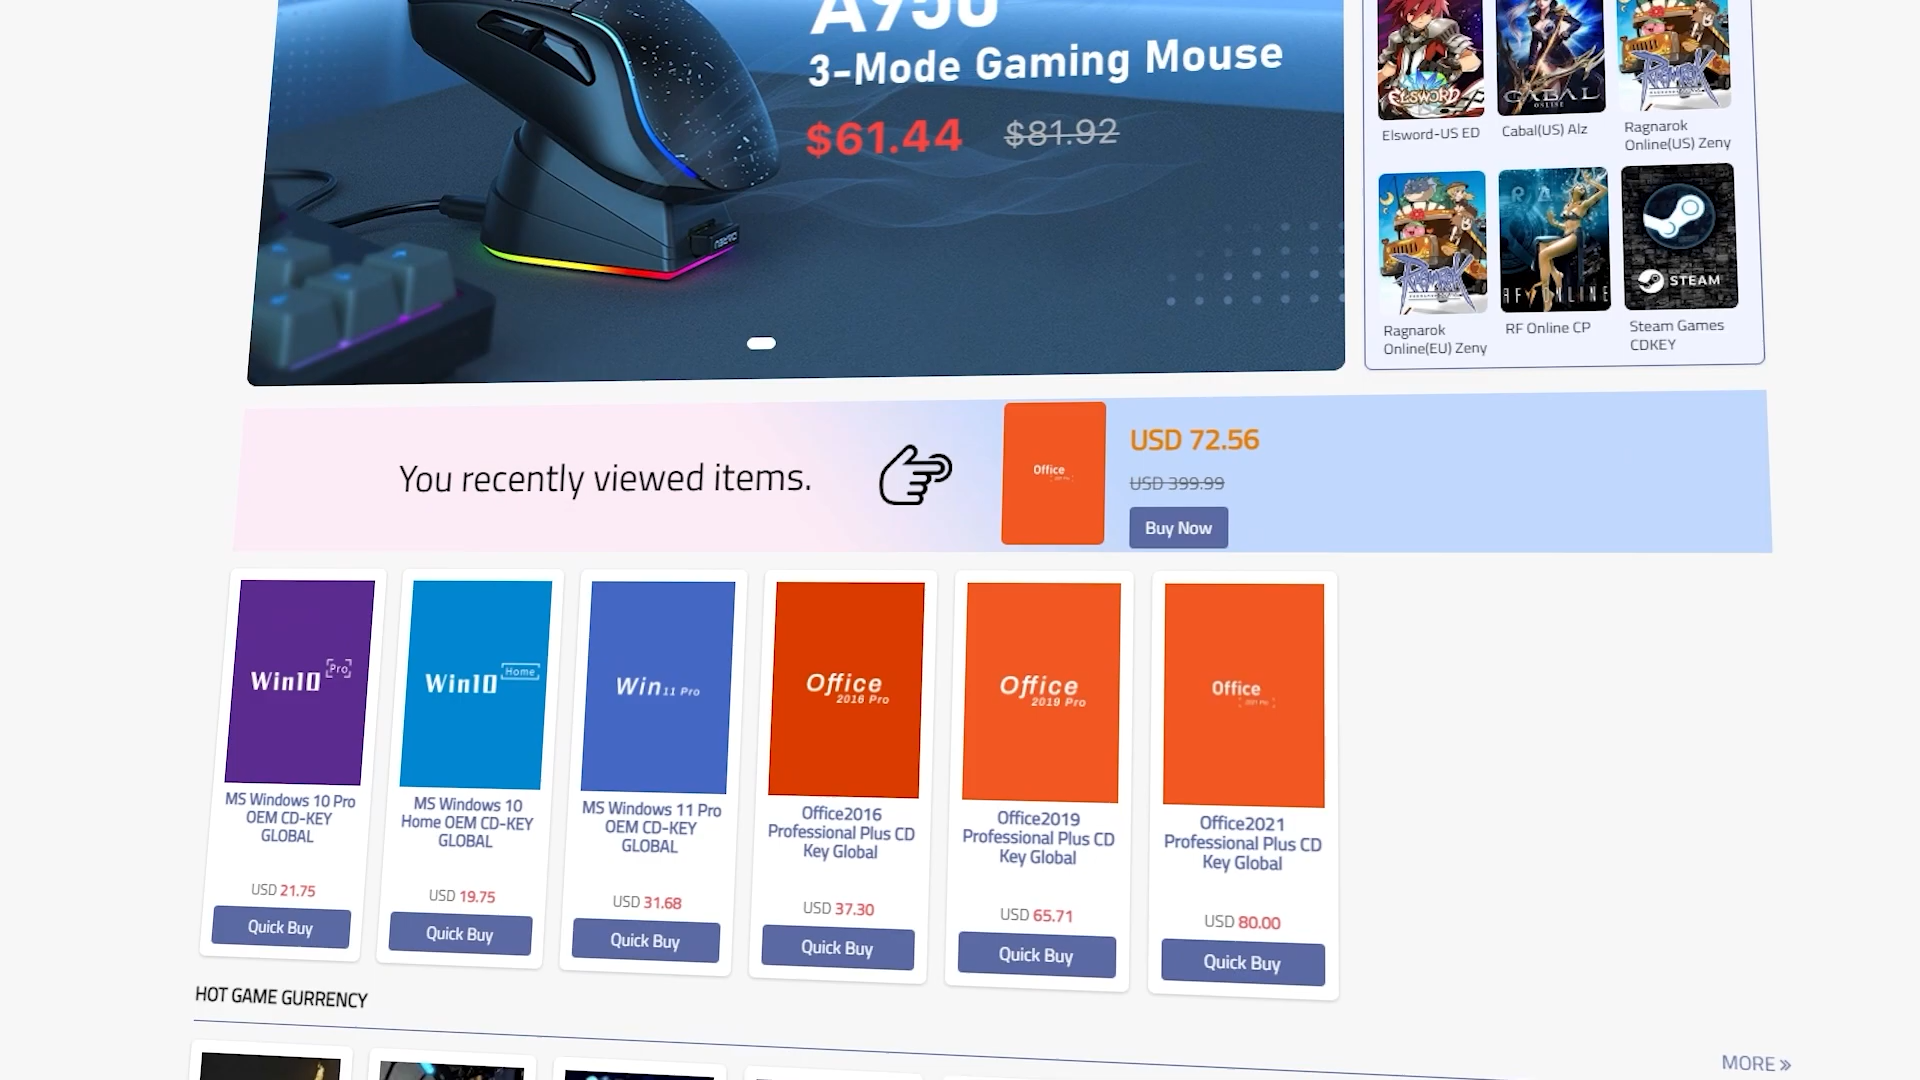 A950
3-Mode Gaming Mouse
$61.44 $81.92
ELSWORD
CABAL
ONLINE
Elsword-US ED
Cabal(US) Alz
Ragnarok
Online(US) Zeny
RF ONLINE
STEAM
Ragnarok
Online(EU) Zeny
RF Online CP
Steam Games
CDKEY
You recently viewed items.
Office
USD 72.56
USD 399.99
Buy Now
Win10 Pro
MS Windows 10 Pro
OEM CD-KEY
GLOBAL
USD 21.75
Quick Buy
Win10 Home
MS Windows 10
Home OEM CD-KEY
GLOBAL
USD 19.75
Quick Buy
Win 11 Pro
MS Windows 11 Pro
OEM CD-KEY
GLOBAL
USD 31.68
Quick Buy
Office
2016 Pro
Office2016
Professional Plus CD
Key Global
USD 37.30
Quick Buy
Office
2019 Pro
Office2019
Professional Plus CD
Key Global
USD 65.71
Quick Buy
Office
Office2021
Professional Plus CD
Key Global
USD 80.00
Quick Buy
HOT GAME GURRENCY
MORE »